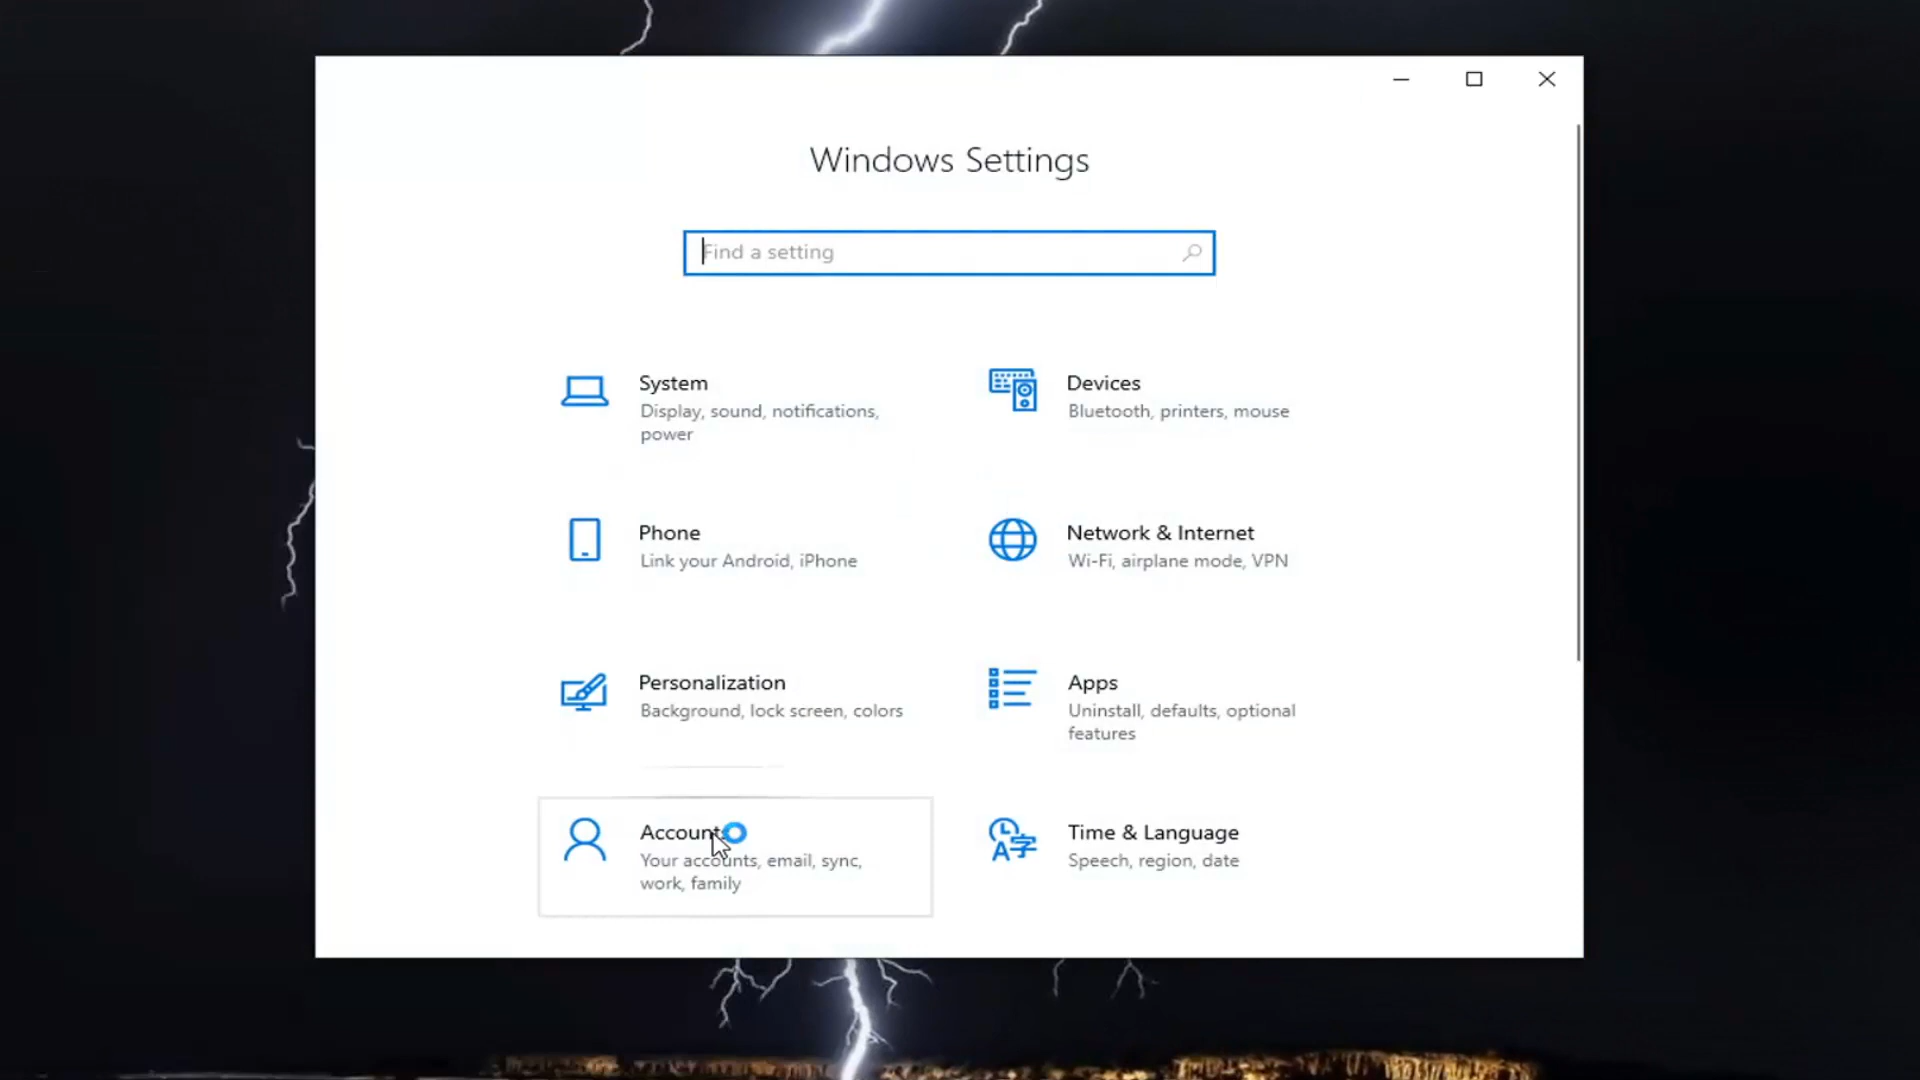 Windows Settings
Find a setting
System
Display, sound, notifications,
power
Devices
Bluetooth, printers, mouse
Phone
Link your Android, iPhone
Network & Internet
Wi-Fi, airplane mode, VPN
Personalization
Background, lock screen, colors
Apps
Uninstall, defaults, optional
features
Accounts
Your accounts, email, sync,
work, family
Time & Language
Speech, region, date